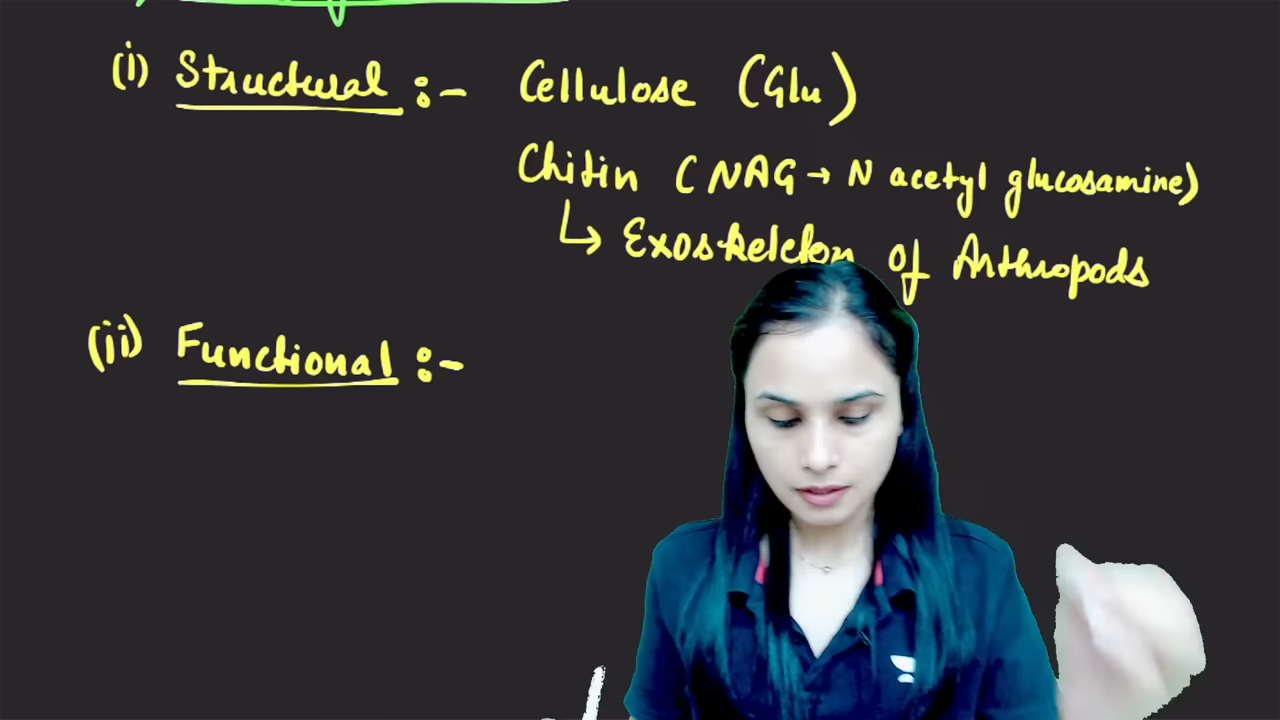 (i) Structural :- Cellulose (Glu)
Chitin (NAG → N acetyl glucosamine)
↳ Exoskeleton of Arthropods
(ii) Functional :-